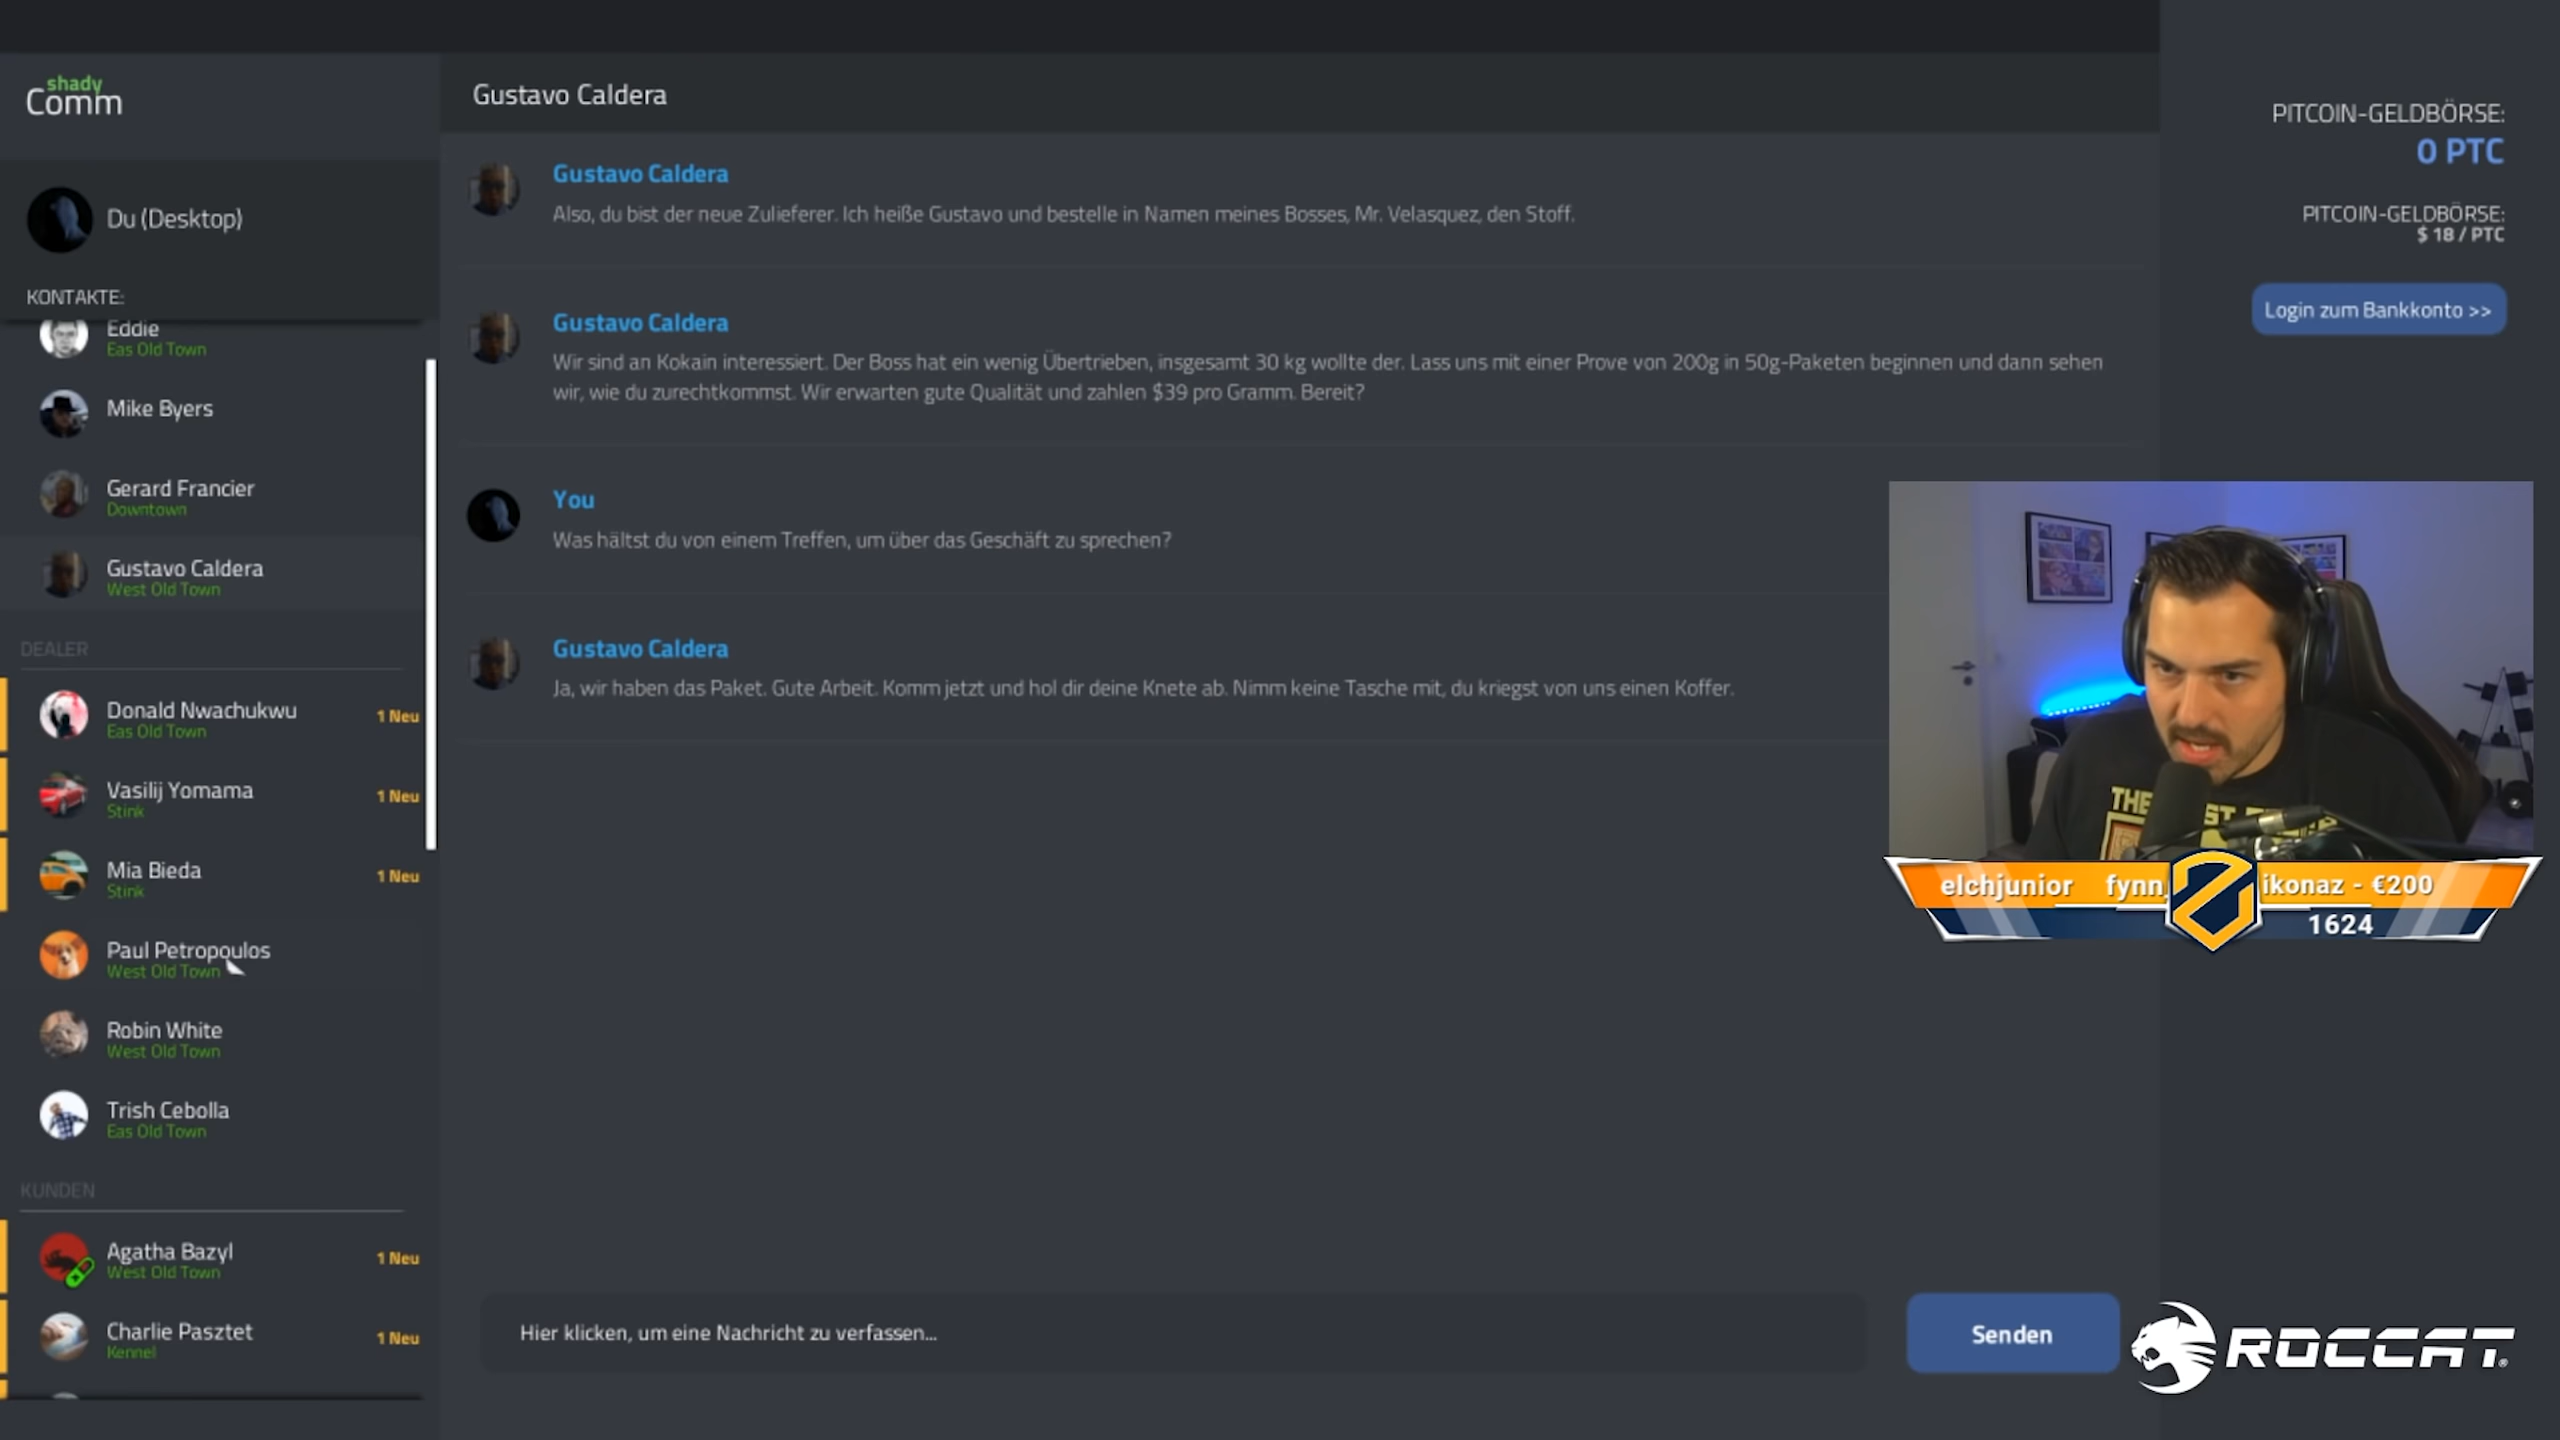 shady
Comm
Du (Desktop)
KONTAKTE:
Eddie
Eas Old Town
Mike Byers
Gerard Francier
Downtown
Gustavo Caldera
West Old Town
DEALER
Donald Nwachukwu
Eas Old Town
1 Neu
Vasilij Yomama
Stink
1 Neu
Mia Bieda
Stink
1 Neu
Paul Petropoulos
West Old Town
Robin White
West Old Town
Trish Cebolla
Eas Old Town
KUNDEN
Agatha Bazyl
West Old Town
1 Neu
Charlie Pasztet
Kennel
1 Neu
Gustavo Caldera
Gustavo Caldera
Also, du bist der neue Zulieferer. Ich heiße Gustavo und bestelle in Namen meines Bosses, Mr. Velasquez, den Stoff.
Gustavo Caldera
Wir sind an Kokain interessiert. Der Boss hat ein wenig Übertrieben, insgesamt 30 kg wollte der. Lass uns mit einer Prove von 200g in 50g-Paketen beginnen und dann sehen
wir, wie du zurechtkommst. Wir erwarten gute Qualität und zahlen $39 pro Gramm. Bereit?
You
Was hältst du von einem Treffen, um über das Geschäft zu sprechen?
Gustavo Caldera
Ja, wir haben das Paket. Gute Arbeit. Komm jetzt und hol dir deine Knete ab. Nimm keine Tasche mit, du kriegst von uns einen Koffer.
Hier klicken, um eine Nachricht zu verfassen...
Senden
PITCOIN-GELDBÖRSE:
0 PTC
PITCOIN-GELDBÖRSE:
$ 18 / PTC
Login zum Bankkonto >>
THE
elchjunior fynn ikonaz - €200
1624
ROCCAT